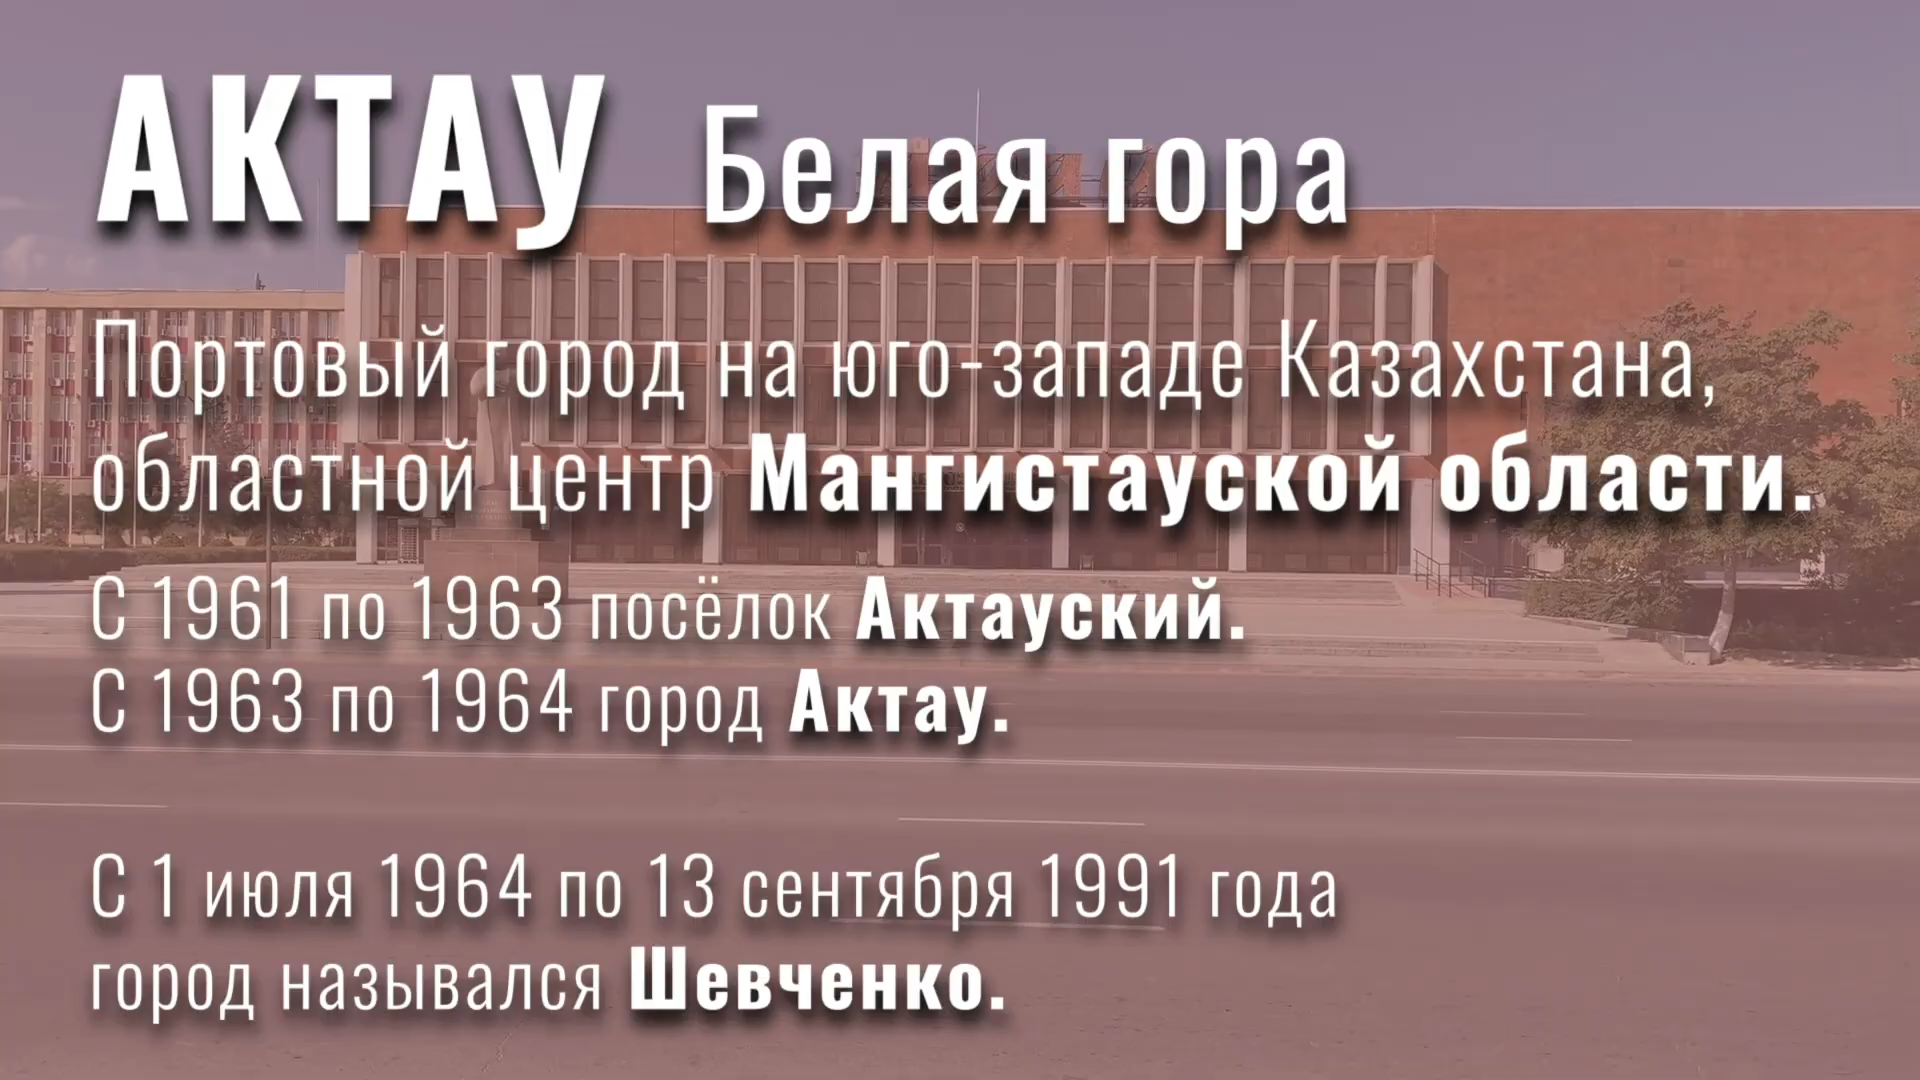 АКТАУ Белая гора
Портовый город на юго-западе Казахстана,
областной центр Мангистауской области.
С 1961 по 1963 посёлок Актауский.
С 1963 по 1964 город Актау.
С 1 июля 1964 по 13 сентября 1991 года
город назывался Шевченко.